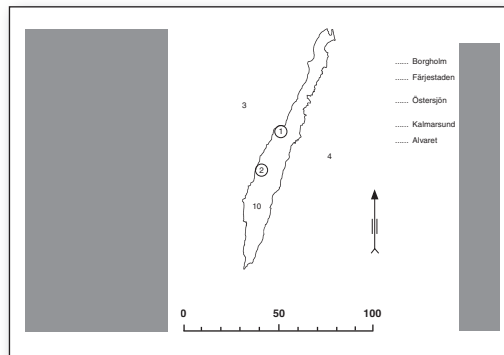 3
1
2
4
10
...... Borgholm
...... Färjestaden
...... Östersjön
...... Kalmarsund
...... Alvaret
0 50 100